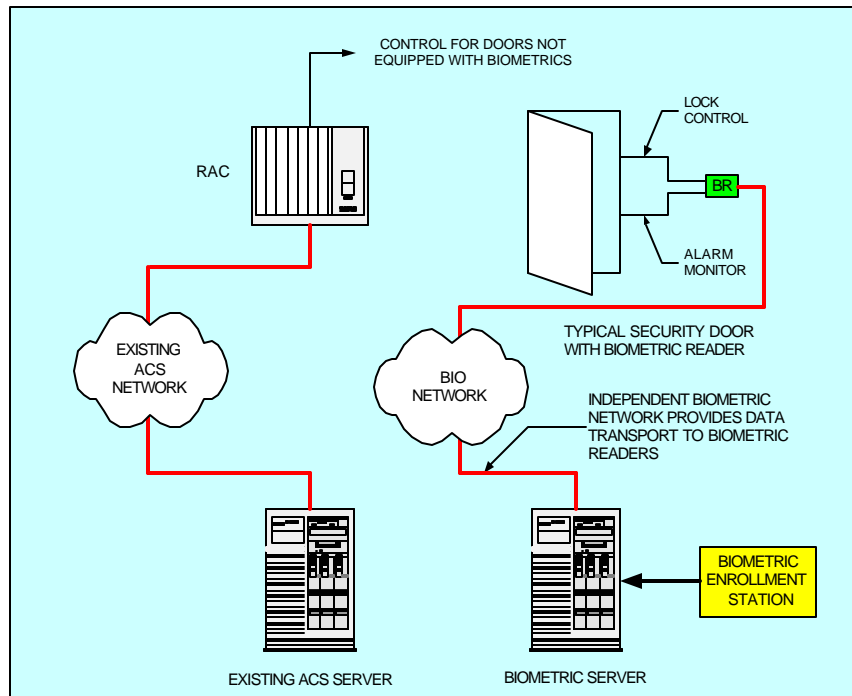 CONTROL FOR DOORS NOT
EQUIPPED WITH BIOMETRICS
RAC
LOCK
CONTROL
BR
ALARM
MONITOR
TYPICAL SECURITY DOOR
WITH BIOMETRIC READER
EXISTING
ACS
NETWORK
BIO
NETWORK
INDEPENDENT BIOMETRIC
NETWORK PROVIDES DATA
TRANSPORT TO BIOMETRIC
READERS
BIOMETRIC
ENROLLMENT
STATION
EXISTING ACS SERVER
BIOMETRIC SERVER